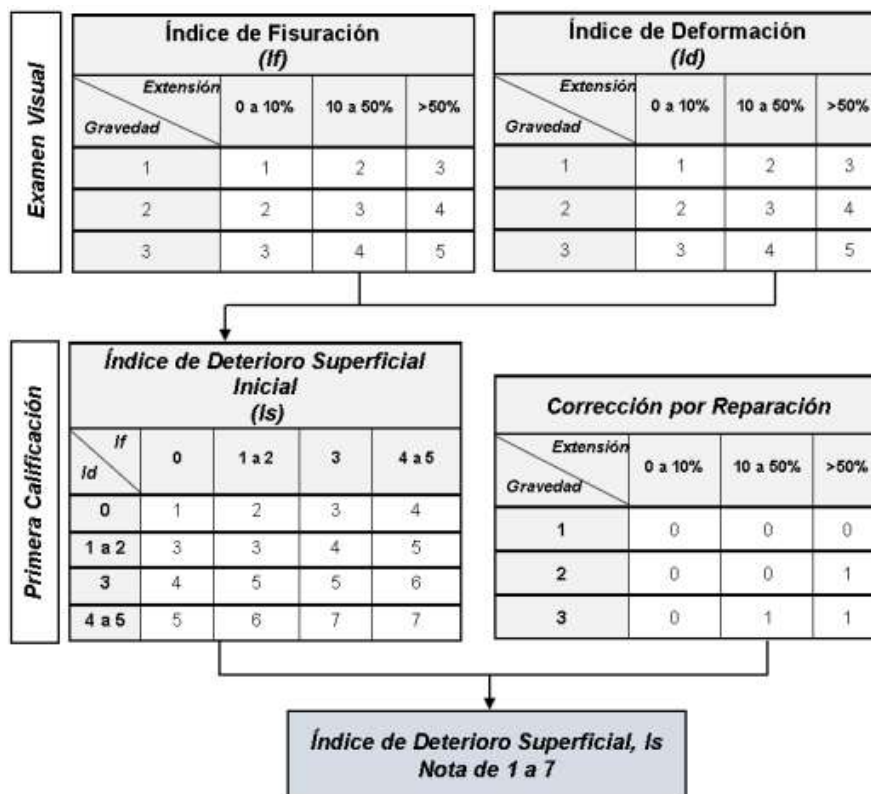 Examen Visual
Índice de Fisuración
(If)
Extensión
Gravedad
0 a 10%
10 a 50%
>50%
1
1
2
3
2
2
3
4
3
3
4
5
Índice de Deformación
(Id)
Extensión
Gravedad
0 a 10%
10 a 50%
>50%
1
1
2
3
2
2
3
4
3
3
4
5
Primera Calificación
Índice de Deterioro Superficial
Inicial
(Is)
If
Id
0
1 a 2
3
4 a 5
0
1
2
3
4
1 a 2
3
3
4
5
3
4
5
5
6
4 a 5
5
6
7
7
Corrección por Reparación
Extensión
Gravedad
0 a 10%
10 a 50%
>50%
1
0
0
0
2
0
0
1
3
0
1
1
Índice de Deterioro Superficial, Is
Nota de 1 a 7